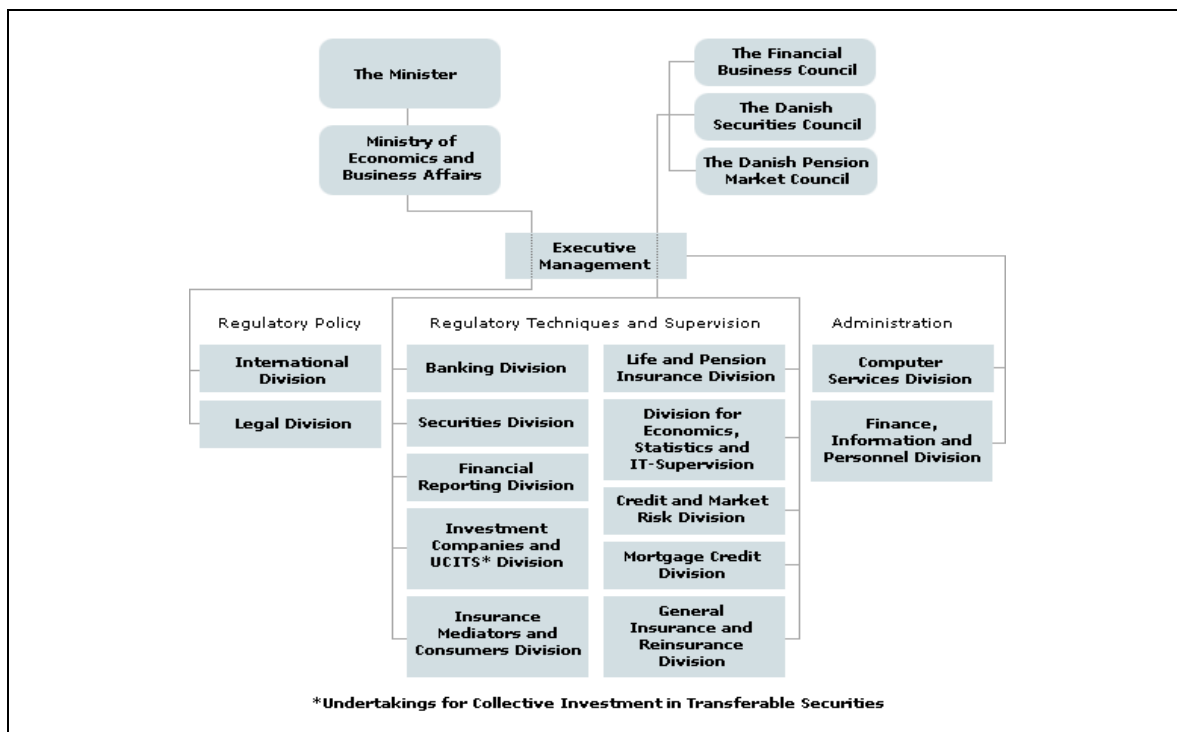 The Minister
Ministry of
Economics and
Business Affairs
The Financial
Business Council
The Danish
Securities Council
The Danish Pension
Market Council
Executive
Management
Regulatory Policy
International
Division
Legal Division
Regulatory Techniques and Supervision
Banking Division
Securities Division
Financial
Reporting Division
Investment
Companies and
UCITS* Division
Insurance
Mediators and
Consumers Division
Life and Pension
Insurance Division
Division for
Economics,
Statistics and
IT-Supervision
Credit and Market
Risk Division
Mortgage Credit
Division
General
Insurance and
Reinsurance
Division
Administration
Computer
Services Division
Finance,
Information and
Personnel Division
*Undertakings for Collective Investment in Transferable Securities